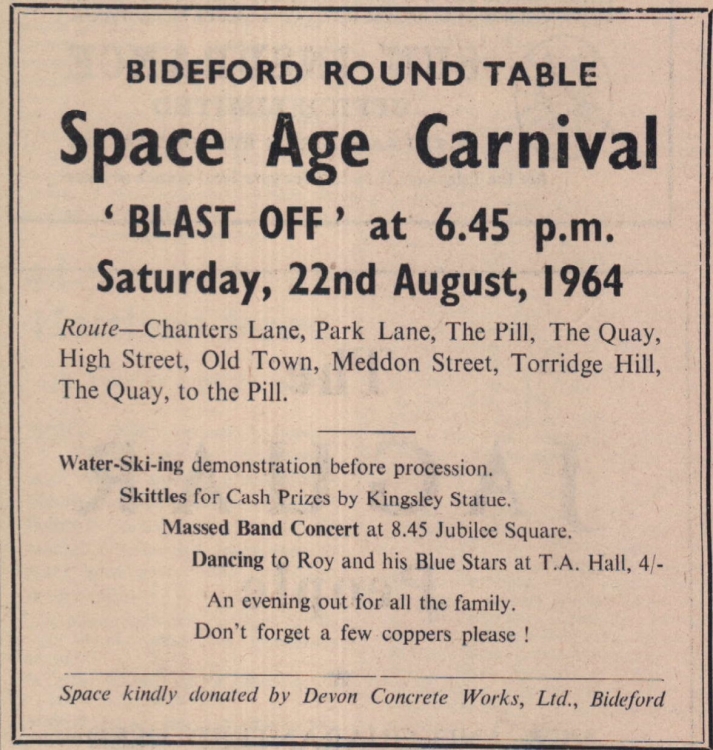 BIDEFORD ROUND TABLE
Space Age Carnival
‘ BLAST OFF ’ at 6.45 p.m.
Saturday, 22nd August, 1964
Route—Chanters Lane, Park Lane, The Pill, The Quay,
High Street, Old Town, Meddon Street, Torridge Hill,
The Quay, to the Pill.
Water-Ski-ing demonstration before procession.
Skittles for Cash Prizes by Kingsley Statue.
Massed Band Concert at 8.45 Jubilee Square.
Dancing to Roy and his Blue Stars at T.A. Hall, 4/-
An evening out for all the family.
Don't forget a few coppers please !
Space kindly donated by Devon Concrete Works, Ltd., Bideford